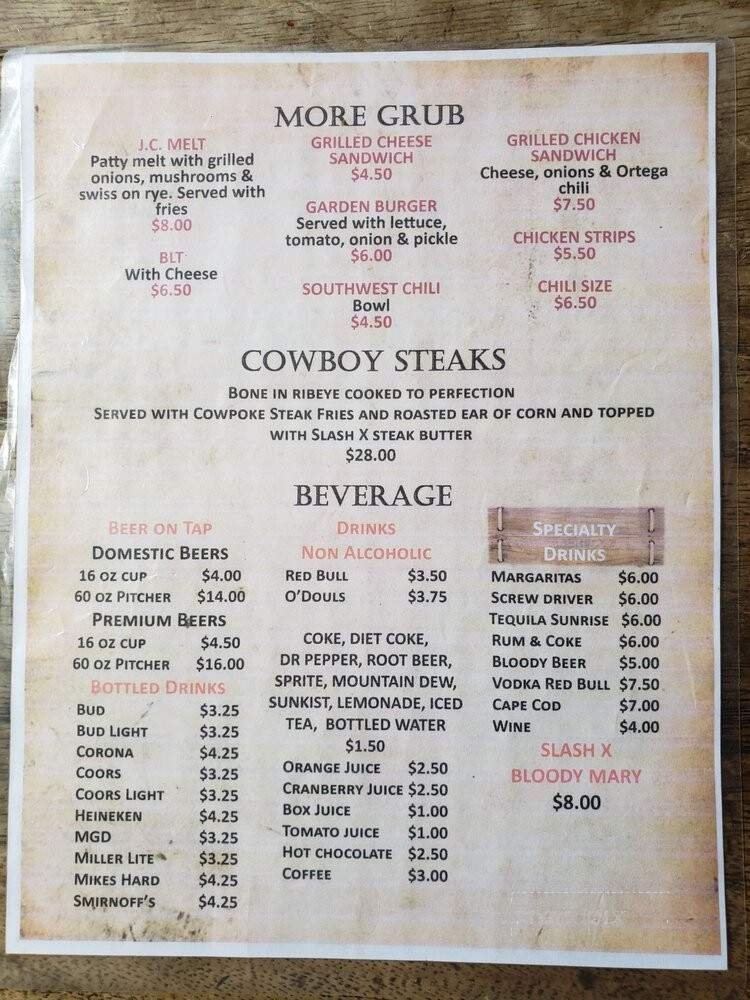 MORE GRUB
J.C. MELT
Patty melt with grilled
onions, mushrooms &
swiss on rye. Served with
fries
$8.00
BLT
With Cheese
$6.50
GRILLED CHEESE
SANDWICH
$4.50
GARDEN BURGER
Served with lettuce,
tomato, onion & pickle
$6.00
SOUTHWEST CHILI
Bowl
$4.50
GRILLED CHICKEN
SANDWICH
Cheese, onions & Ortega
chili
$7.50
CHICKEN STRIPS
$5.50
CHILI SIZE
$6.50
COWBOY STEAKS
BONE IN RIBEYE COOKED TO PERFECTION
SERVED WITH COWPOKE STEAK FRIES AND ROASTED EAR OF CORN AND TOPPED
WITH SLASH X STEAK BUTTER
$28.00
BEVERAGE
BEER ON TAP
DOMESTIC BEERS
16 OZ CUP $4.00
60 OZ PITCHER $14.00
PREMIUM BEERS
16 OZ CUP $4.50
60 OZ PITCHER $16.00
BOTTLED DRINKS
BUD $3.25
BUD LIGHT $3.25
CORONA $4.25
COORS $3.25
COORS LIGHT $3.25
HEINEKEN $4.25
MGD $3.25
MILLER LITE $3.25
MIKES HARD $4.25
SMIRNOFF'S $4.25
DRINKS
NON ALCOHOLIC
RED BULL $3.50
O'DOULS $3.75
COKE, DIET COKE,
DR PEPPER, ROOT BEER,
SPRITE, MOUNTAIN DEW,
SUNKIST, LEMONADE, ICED
TEA, BOTTLED WATER
$1.50
ORANGE JUICE $2.50
CRANBERRY JUICE $2.50
BOX JUICE $1.00
TOMATO JUICE $1.00
HOT CHOCOLATE $2.50
COFFEE $3.00
SPECIALTY
DRINKS
MARGARITAS $6.00
SCREW DRIVER $6.00
TEQUILA SUNRISE $6.00
RUM & COKE $6.00
BLOODY BEER $5.00
VODKA RED BULL $7.50
CAPE COD $7.00
WINE $4.00
SLASH X
BLOODY MARY
$8.00